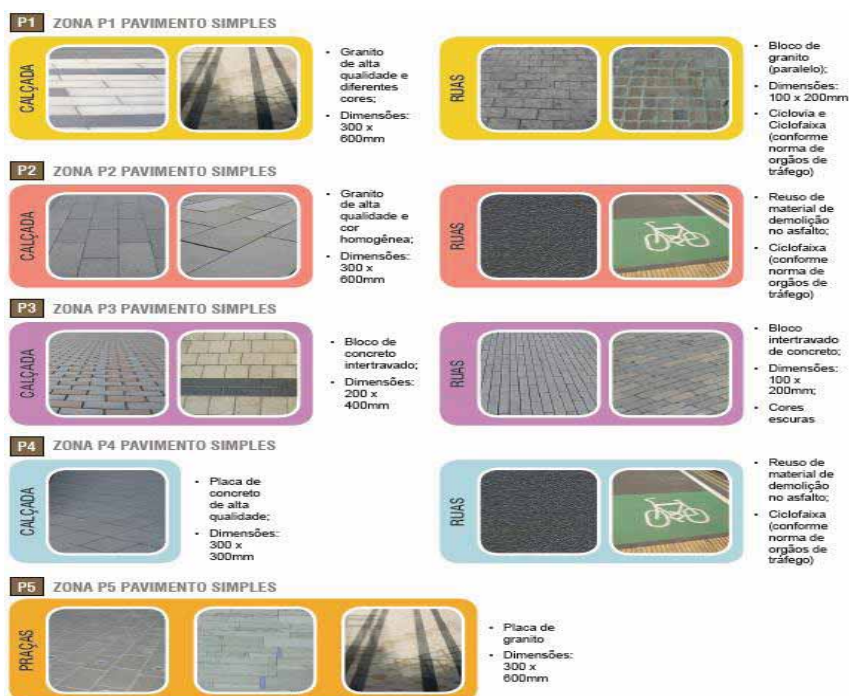 P1 ZONA P1 PAVIMENTO SIMPLES
CALÇADA
• Granito
de alta
qualidade e
diferentes
cores;
• Dimensões:
300 x
600mm
RUAS
• Bloco de
granito
(paralelo);
• Dimensões:
100 x 200mm
• Ciclovia e
Ciclofaixa
(conforme
norma de
orgãos de
tráfego)
P2 ZONA P2 PAVIMENTO SIMPLES
CALÇADA
• Granito
de alta
qualidade e
cor
homogênea;
• Dimensões:
300 x
600mm
RUAS
• Reuso de
material de
demolição
no asfalto;
• Ciclofaixa
(conforme
norma de
orgãos de
tráfego)
P3 ZONA P3 PAVIMENTO SIMPLES
CALÇADA
• Bloco de
concreto
intertravado;
• Dimensões:
200 x
400mm
RUAS
• Bloco
intertravado
de concreto;
• Dimensões:
100 x
200mm;
• Cores
escuras
P4 ZONA P4 PAVIMENTO SIMPLES
CALÇADA
• Placa de
concreto
de alta
qualidade;
• Dimensões:
300 x
300mm
RUAS
• Reuso de
material de
demolição
no asfalto;
• Ciclofaixa
(conforme
norma de
orgãos de
tráfego)
P5 ZONA P5 PAVIMENTO SIMPLES
PRAÇAS
• Placa de
granito
• Dimensões:
300 x
600mm